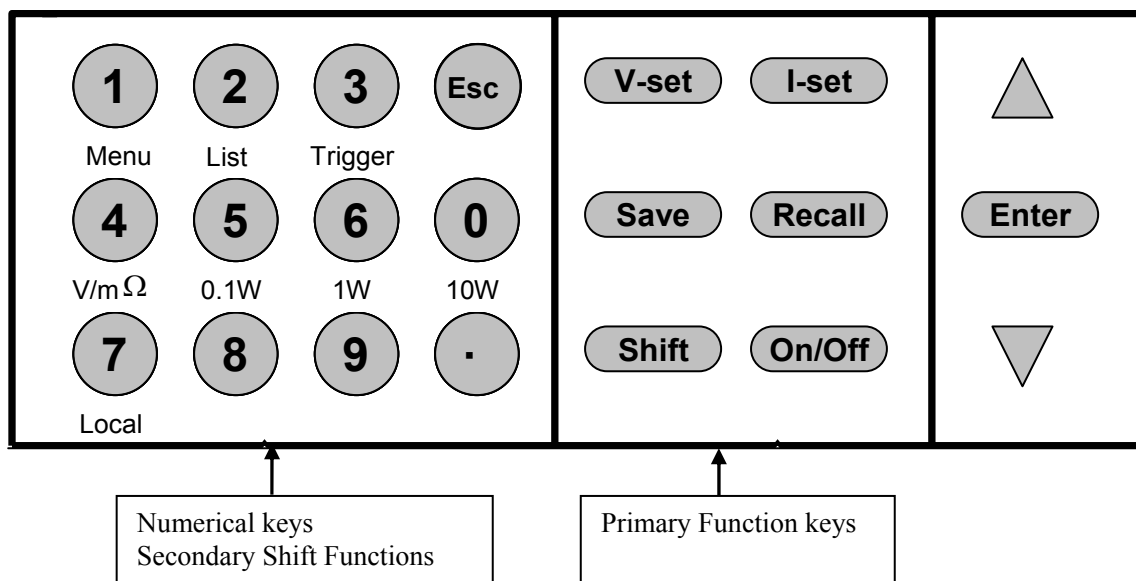 1 2 3 Esc V-set I-set
Menu List Trigger
4 5 6 0 Save Recall Enter
V/mΩ 0.1W 1W 10W
7 8 9 . Shift On/Off
Local
Numerical keys
Secondary Shift Functions
Primary Function keys